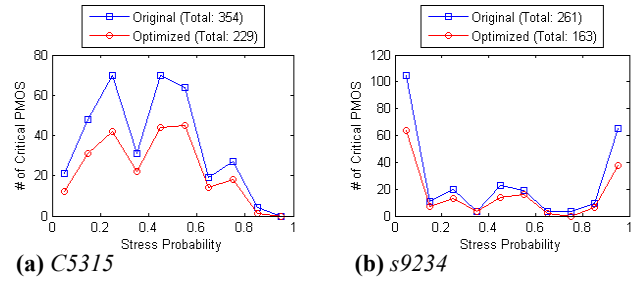 Original (Total: 354)
Optimized (Total: 229)
# of Critical PMOS
80
60
40
20
0
0 0.2 0.4 0.6 0.8 1
Stress Probability
(a) C5315
Original (Total: 261)
Optimized (Total: 163)
# of Critical PMOS
120
100
80
60
40
20
0
0 0.2 0.4 0.6 0.8 1
Stress Probability
(b) s9234